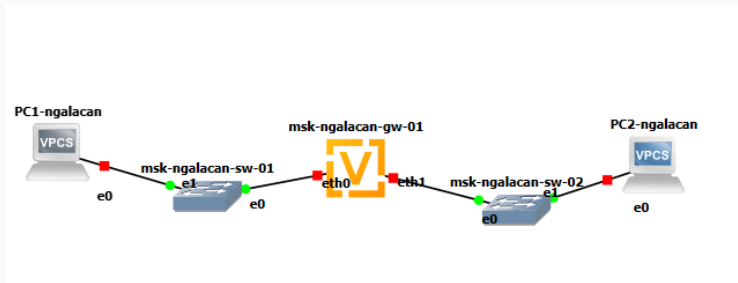 PC1-ngalacan
VPCS
e0
msk-ngalacan-sw-01
e1
e0
msk-ngalacan-gw-01
V
eth0
eth1
msk-ngalacan-sw-02
e1
e0
PC2-ngalacan
VPCS
e0